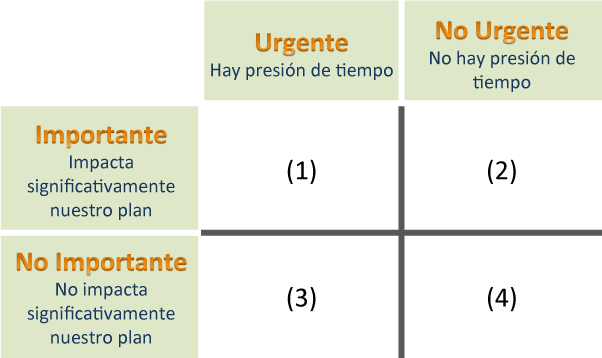 Urgente
Hay presión de tiempo
No Urgente
No hay presión de
tiempo
Importante
Impacta
significativamente
nuestro plan
(1)
(2)
No Importante
No impacta
significativamente
nuestro plan
(3)
(4)